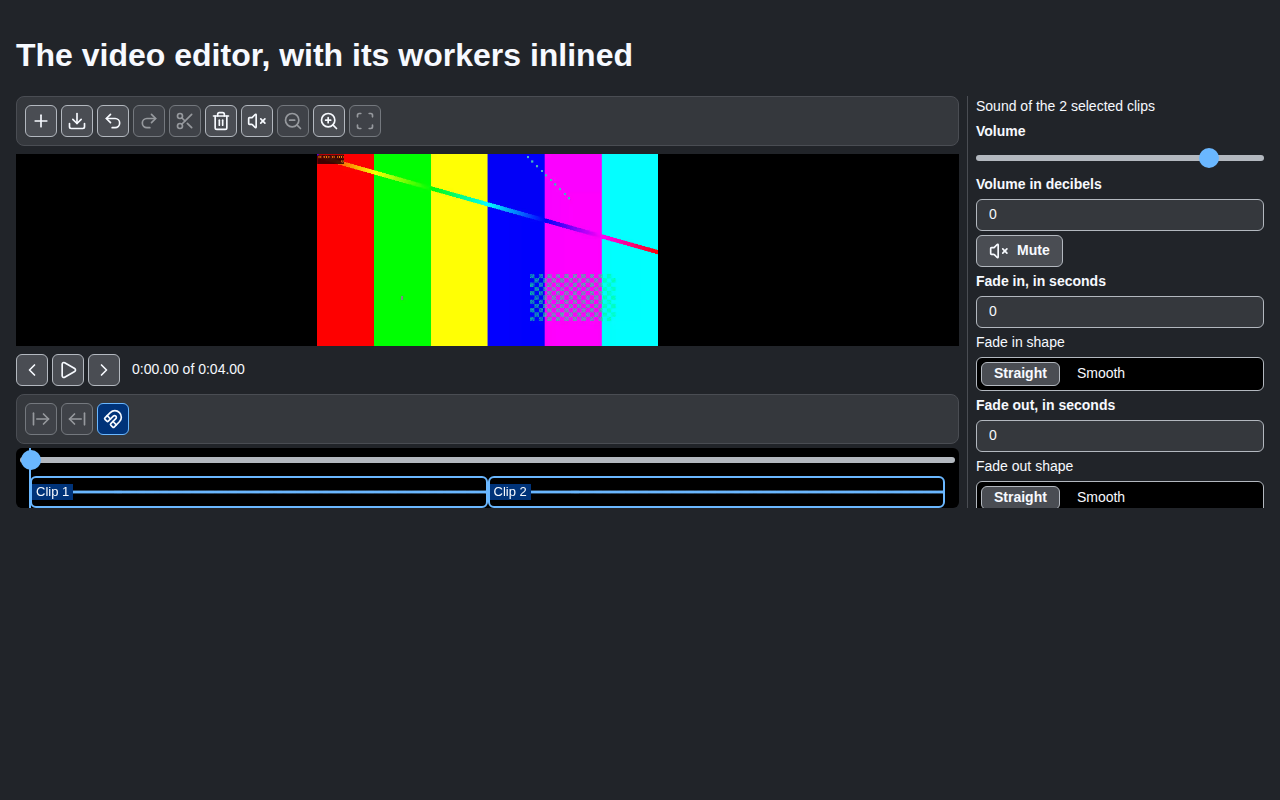 The video editor, with its workers inlined
Sound of the 2 selected clips
Volume
Volume in decibels
0
Mute
Fade in, in seconds
0
Fade in shape
Straight Smooth
Fade out, in seconds
0
Fade out shape
Straight Smooth
0:00.00 of 0:04.00
Clip 1 Clip 2